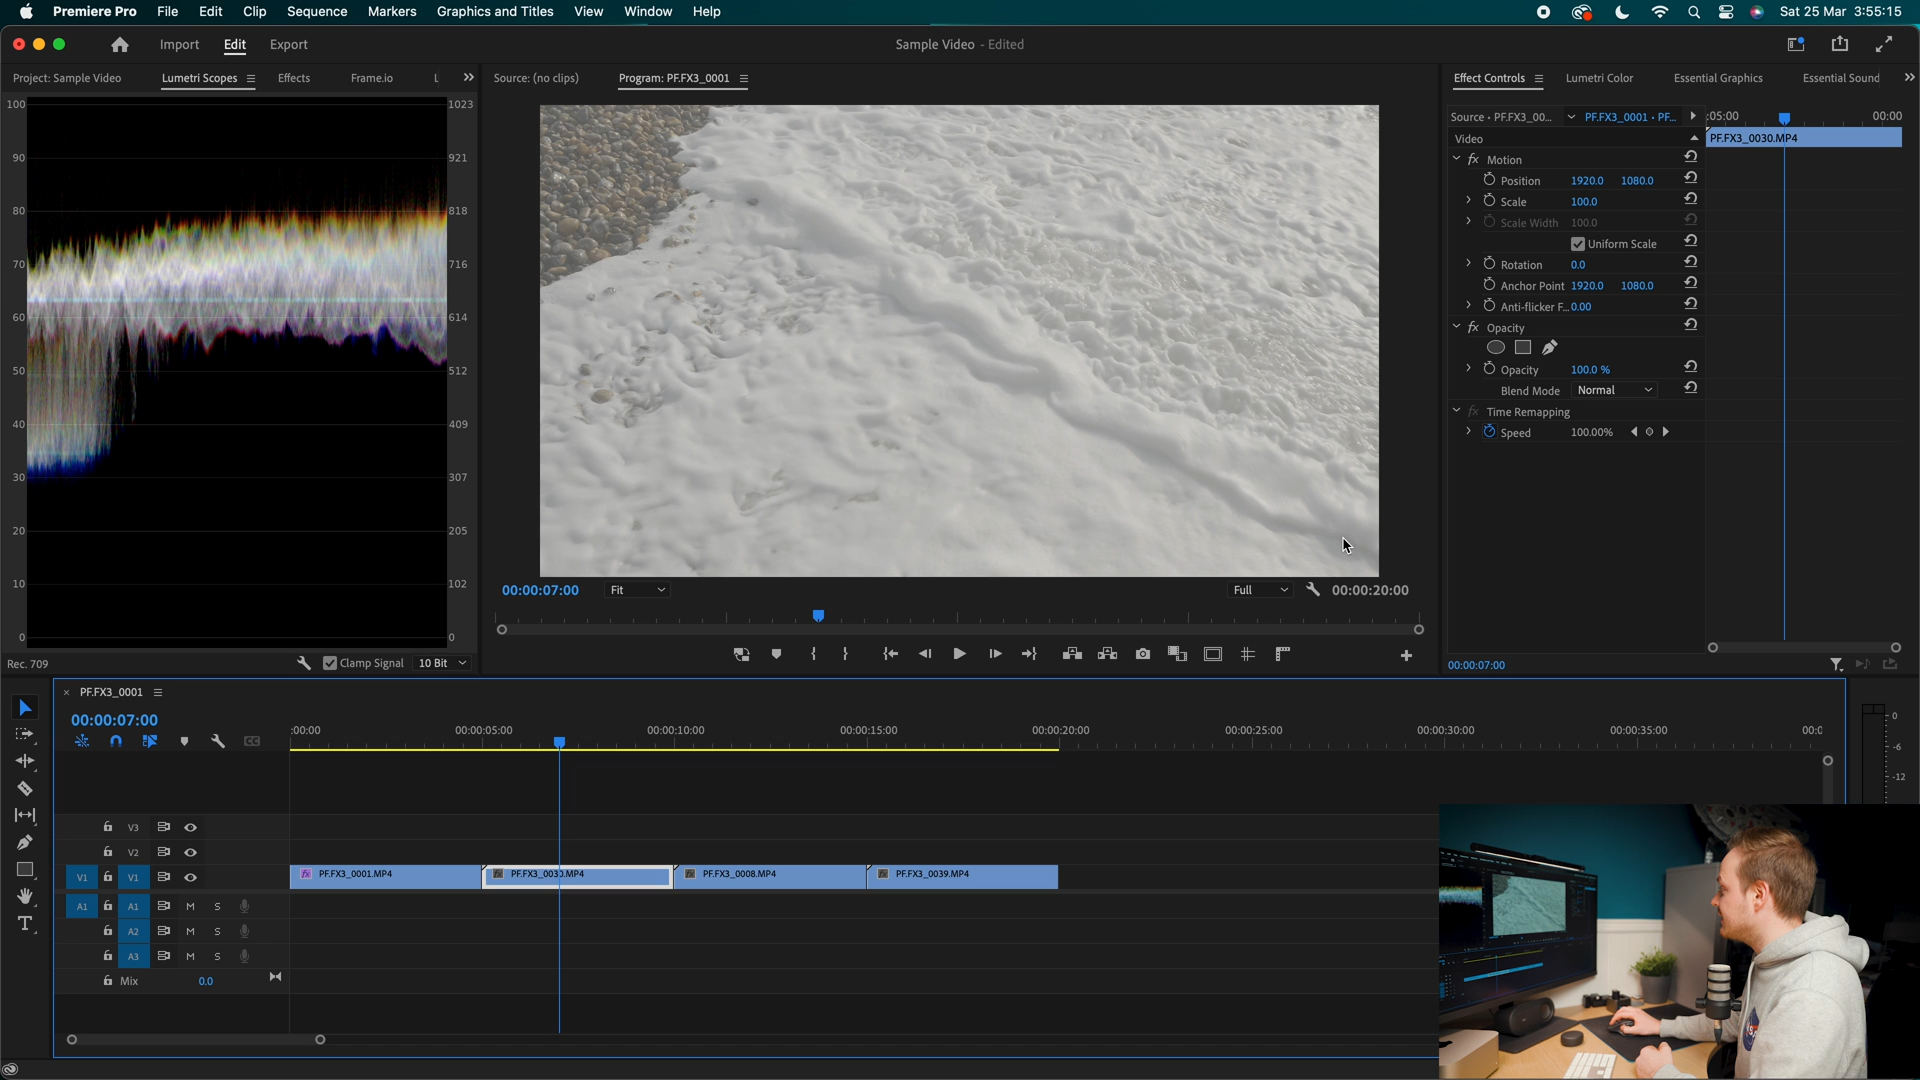 Premiere Pro File Edit Clip Sequence Markers Graphics and Titles View Window Help Sat 25 Mar 3:55:15
Import Edit Export Sample Video - Edited
Project: Sample Video Lumetri Scopes Effects Frame.io Source: (no clips) Program: PF.FX3_0001 Effect Controls Lumetri Color Essential Graphics Essential Sound
100 1023
90 921
80 818
70 716
60 614
50 512
40 409
30 307
20 205
10 102
0 0
Rec. 709 Clamp Signal 10 Bit
00:00:07:00 Fit Full 00:00:20:00
Source • PF.FX3_00... PF.FX3_0001 • PF... :05:00 00:00
Video PF.FX3_0030.MP4
fx Motion
Position 1920.0 1080.0
Scale 100.0
Scale Width 100.0
Uniform Scale
Rotation 0.0
Anchor Point 1920.0 1080.0
Anti-flicker F... 0.00
fx Opacity
Opacity 100.0 %
Blend Mode Normal
fx Time Remapping
Speed 100.00%
00:00:07:00
× PF.FX3_0001
00:00:07:00
:00:00 00:00:05:00 00:00:10:00 00:00:15:00 00:00:20:00 00:00:25:00 00:00:30:00 00:00:35:00 00:0
V3
V2
V1 V1 fx PF.FX3_0001.MP4 fx PF.FX3_0030.MP4 fx PF.FX3_0008.MP4 fx PF.FX3_0039.MP4
A1 A1 M S
A2 M S
A3 M S
Mix 0.0
0
-6
-12